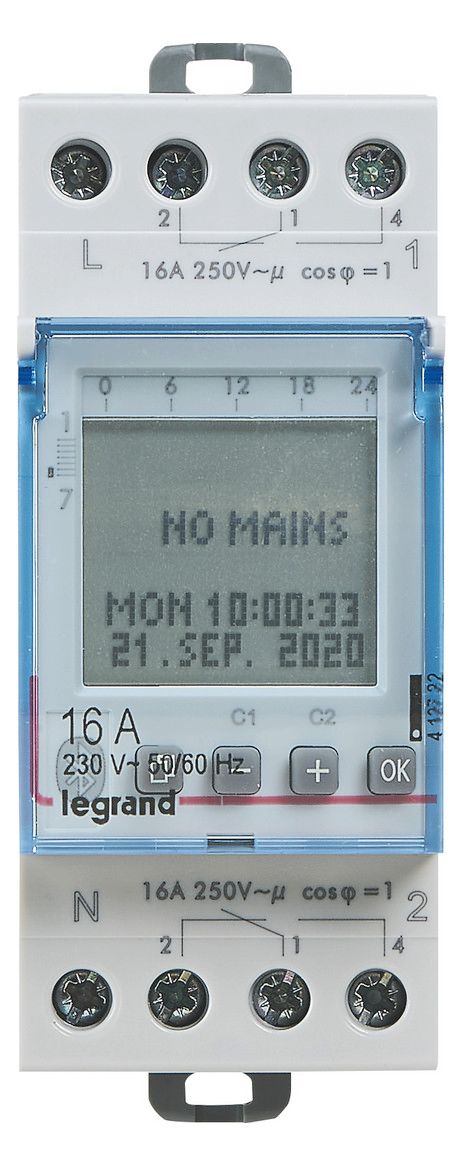 2 1 4
L 16A 250V~µ cosφ =1 1
0 6 12 18 24
1
7
NO MAINS
MON 10:00:33
21.SEP. 2020
C1 C2
16 A
230 V~ 50/60 Hz
- + OK
4 127 22
legrand
N 16A 250V~µ cosφ =1 2
2 1 4